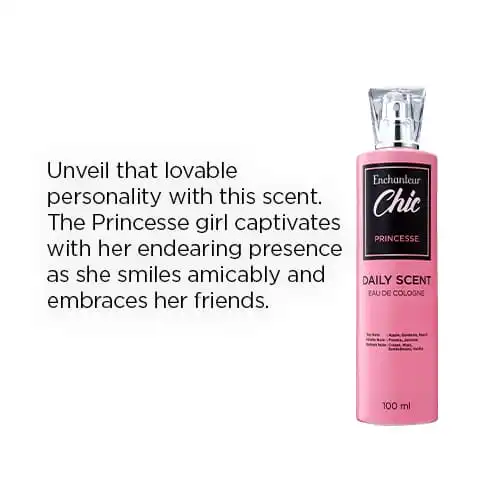 Unveil that lovable
personality with this scent.
The Princesse girl captivates
with her endearing presence
as she smiles amicably and
embraces her friends.
Enchanteur
Chic
PRINCESSE
DAILY SCENT
EAU DE COLOGNE
100 ml